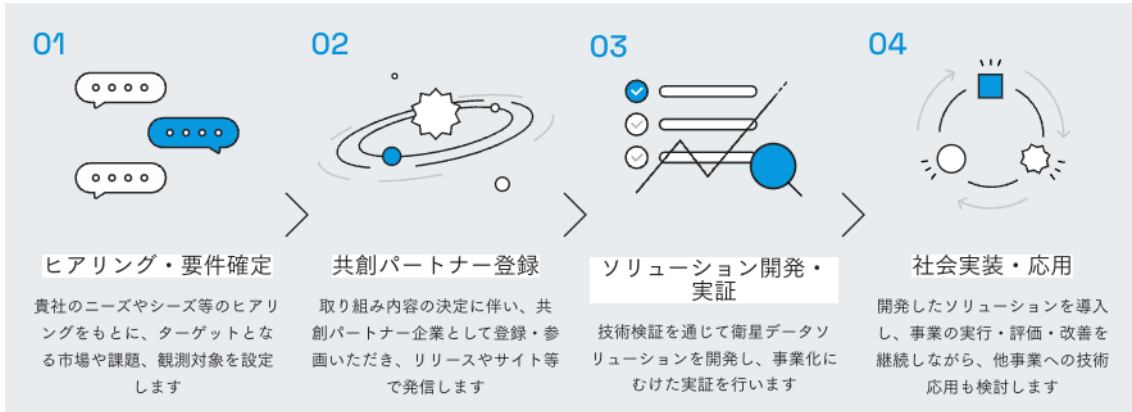 01
ヒアリング・要件確定
貴社のニーズやシーズ等のヒアリ
ングをもとに、ターゲットとな
る市場や課題、観測対象を設定
します
02
共創パートナー登録
取り組み内容の決定に伴い、共
創パートナー企業として登録・参
画いただき、リリースやサイト等
で発信します
03
ソリューション開発・
実証
技術検証を通じて衛星データソ
リューションを開発し、事業化に
むけた実証を行います
04
社会実装・応用
開発したソリューションを導入
し、事業の実行・評価・改善を
継続しながら、他事業への技術
応用も検討します